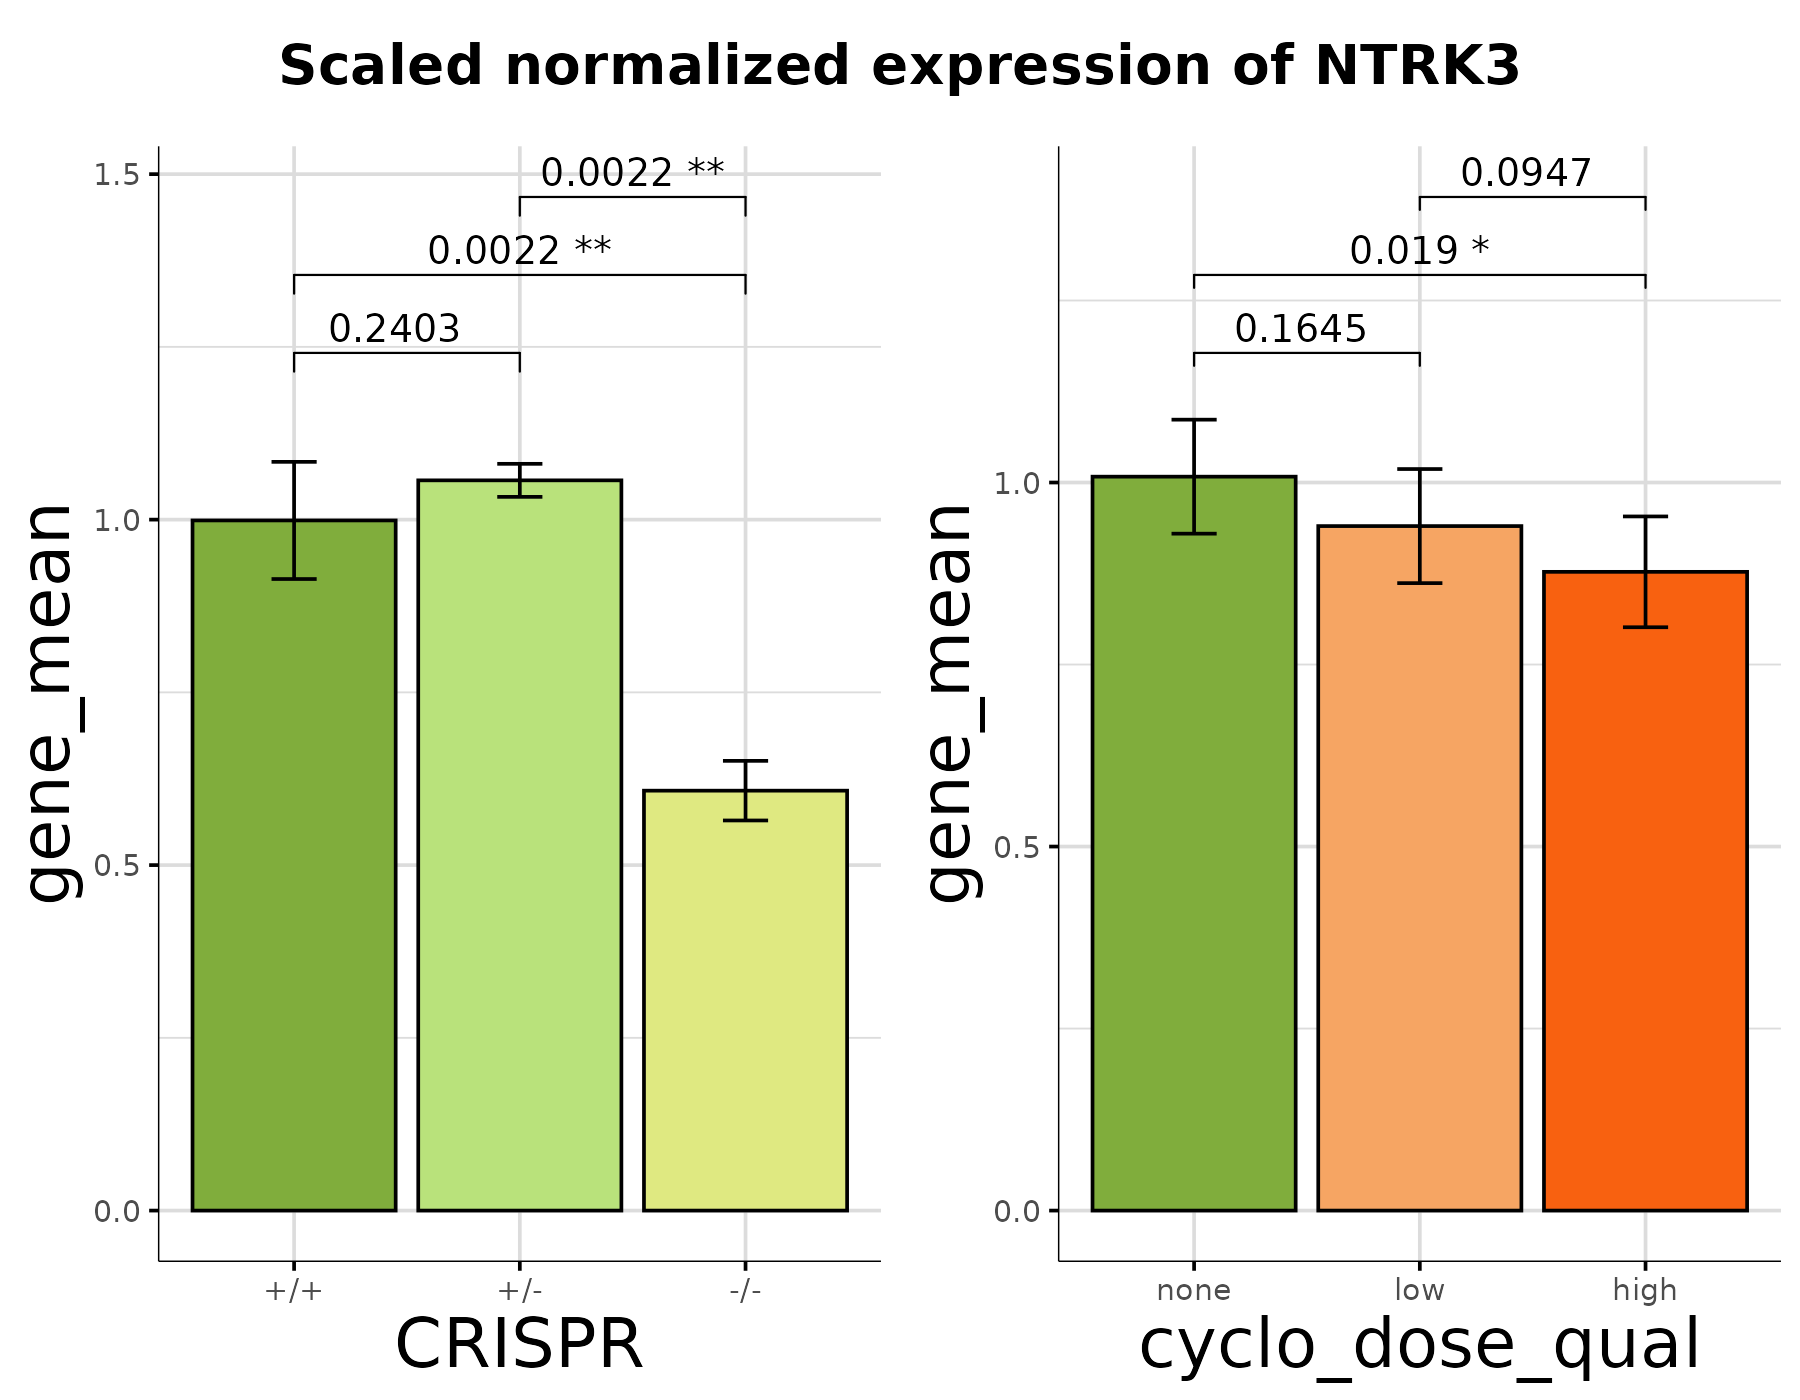 Scaled normalized expression of NTRK3
gene_mean
1.5
1.0
0.5
0.0
0.0022 **
0.0022 **
0.2403
+/+
+/-
-/-
CRISPR
gene_mean
1.0
0.5
0.0
0.0947
0.019 *
0.1645
none
low
high
cyclo_dose_qual